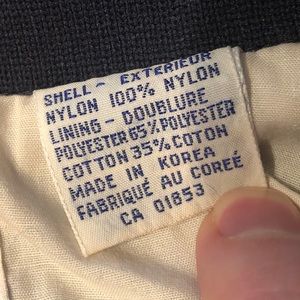 SHELL - EXTERIEUR
NYLON 100% NYLON
LINING - DOUBLURE
POLYESTER 65% POLYESTER
COTTON 35% COTON
MADE IN KOREA
FABRIQUÉ AU CORÉE
CA 01853